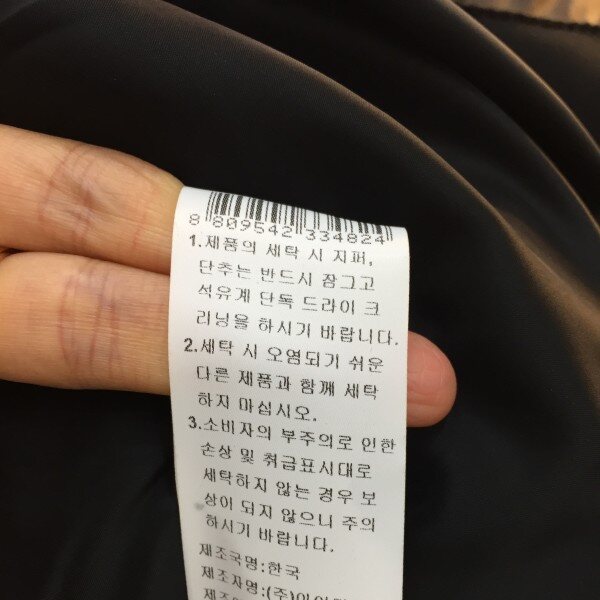 8 809542 334824
1.제품의 세탁 시 지퍼,
단추는 반드시 잠그고
석유계 단독 드라이 크
리닝을 하시기 바랍니다.
2.세탁 시 오염되기 쉬운
다른 제품과 함께 세탁
하지 마십시오.
3.소비자의 부주의로 인한
손상 및 취급표시대로
세탁하지 않는 경우 보
상이 되지 않으니 주의
하시기 바랍니다.
제조국명:한국
제조자명:(주)